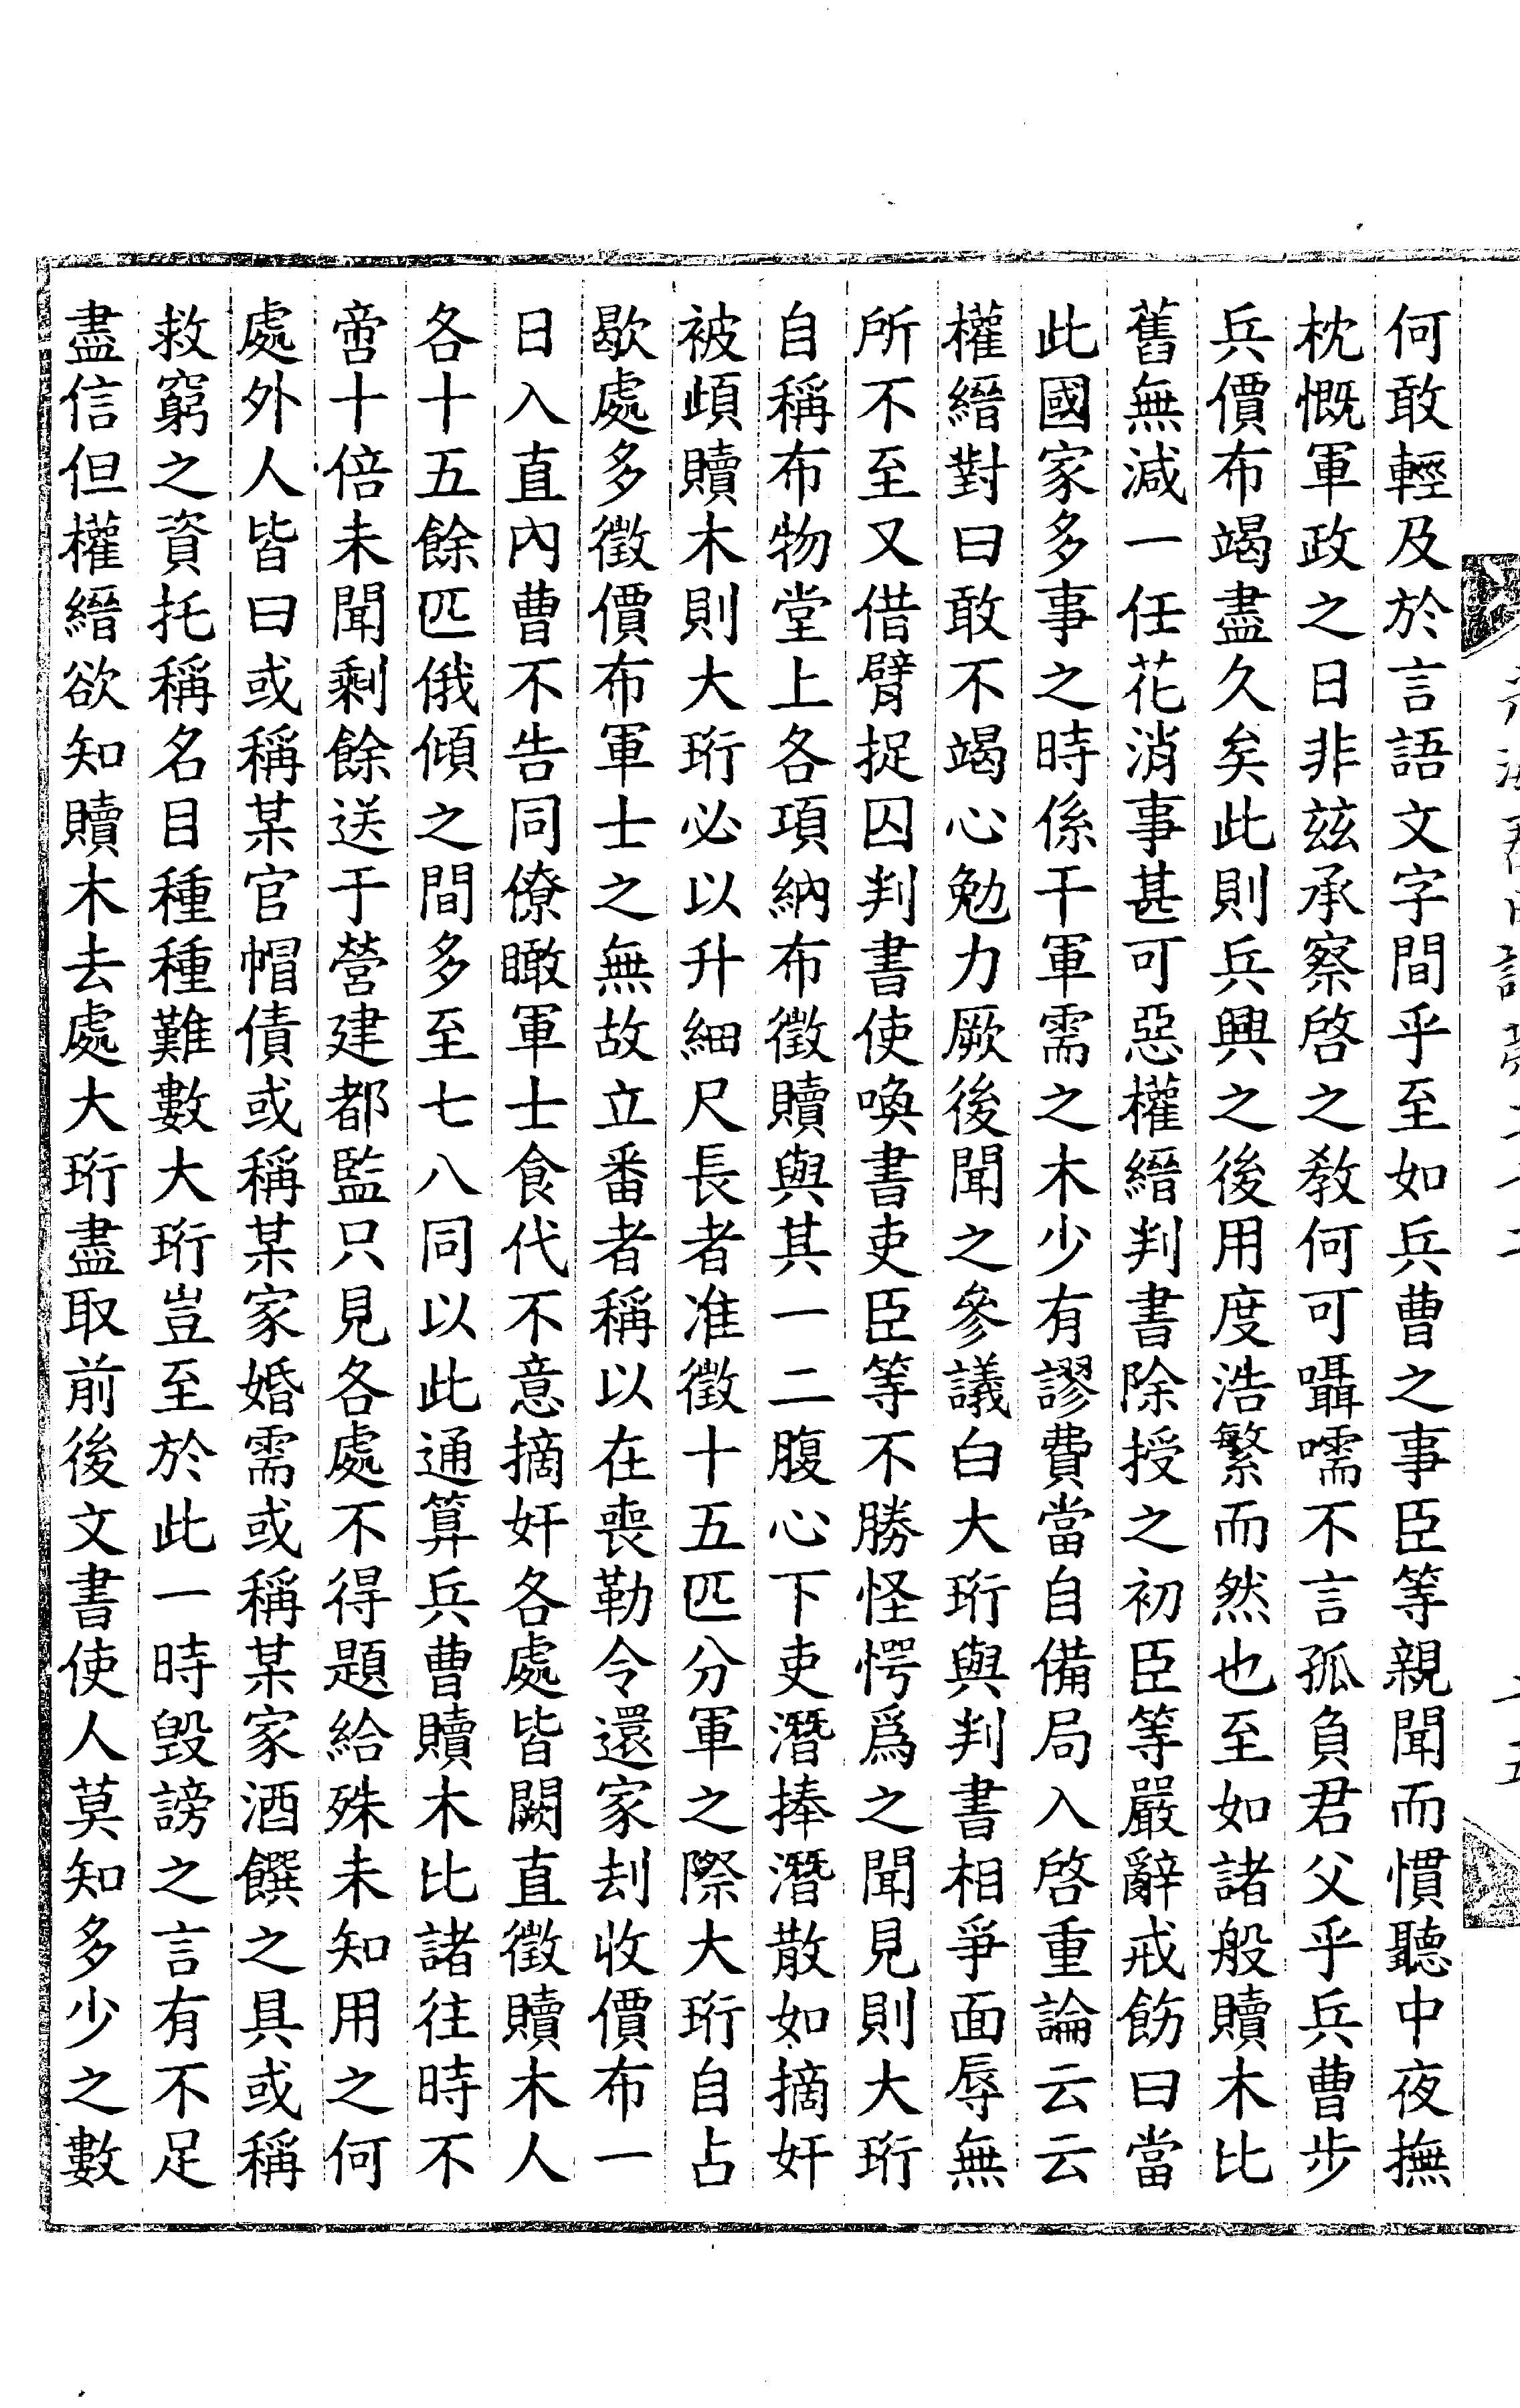 何敢輕及於言語文字間乎至如兵曹之事臣等親聞而慣聽中夜撫
枕慨軍政之日非玆承察啓之敎何可囁嚅不言孤負君父乎兵曹步
兵價布竭盡久矣此則兵興之後用度浩繁而然也至如諸般贖木比
舊無減一任花消事甚可惡權縉判書除授之初臣等嚴辭戒飭曰當
此國家多事之時係干軍需之木少有謬費當自備局入啓重論云云
權縉對曰敢不竭心勉力厥後聞之參議白大珩與判書相爭面辱無
所不至又借臂捉囚判書使喚書吏臣等不勝怪愕爲之聞見則大珩
自稱布物堂上各項納布徵贖與其一二腹心下吏潛捧潛散如摘奸
被頉贖木則大珩必以升細尺長者准徵十五匹分軍之際大珩自占
歇處多徵價布軍士之無故立番者稱以在喪勒令還家刦收價布一
日入直內曹不告同僚瞰軍士食代不意摘奸各處皆闕直徵贖木人
各十五餘匹俄傾之間多至七八同以此通算兵曹贖木比諸往時不
啻十倍未聞剩餘送于營建都監只見各處不得題給殊未知用之何
處外人皆曰或稱某官帽債或稱某家婚需或稱某家酒饌之具或稱
救窮之資托稱名目種種難數大珩豈至於此一時毁謗之言有不足
盡信但權縉欲知贖木去處大珩盡取前後文書使人莫知多少之數